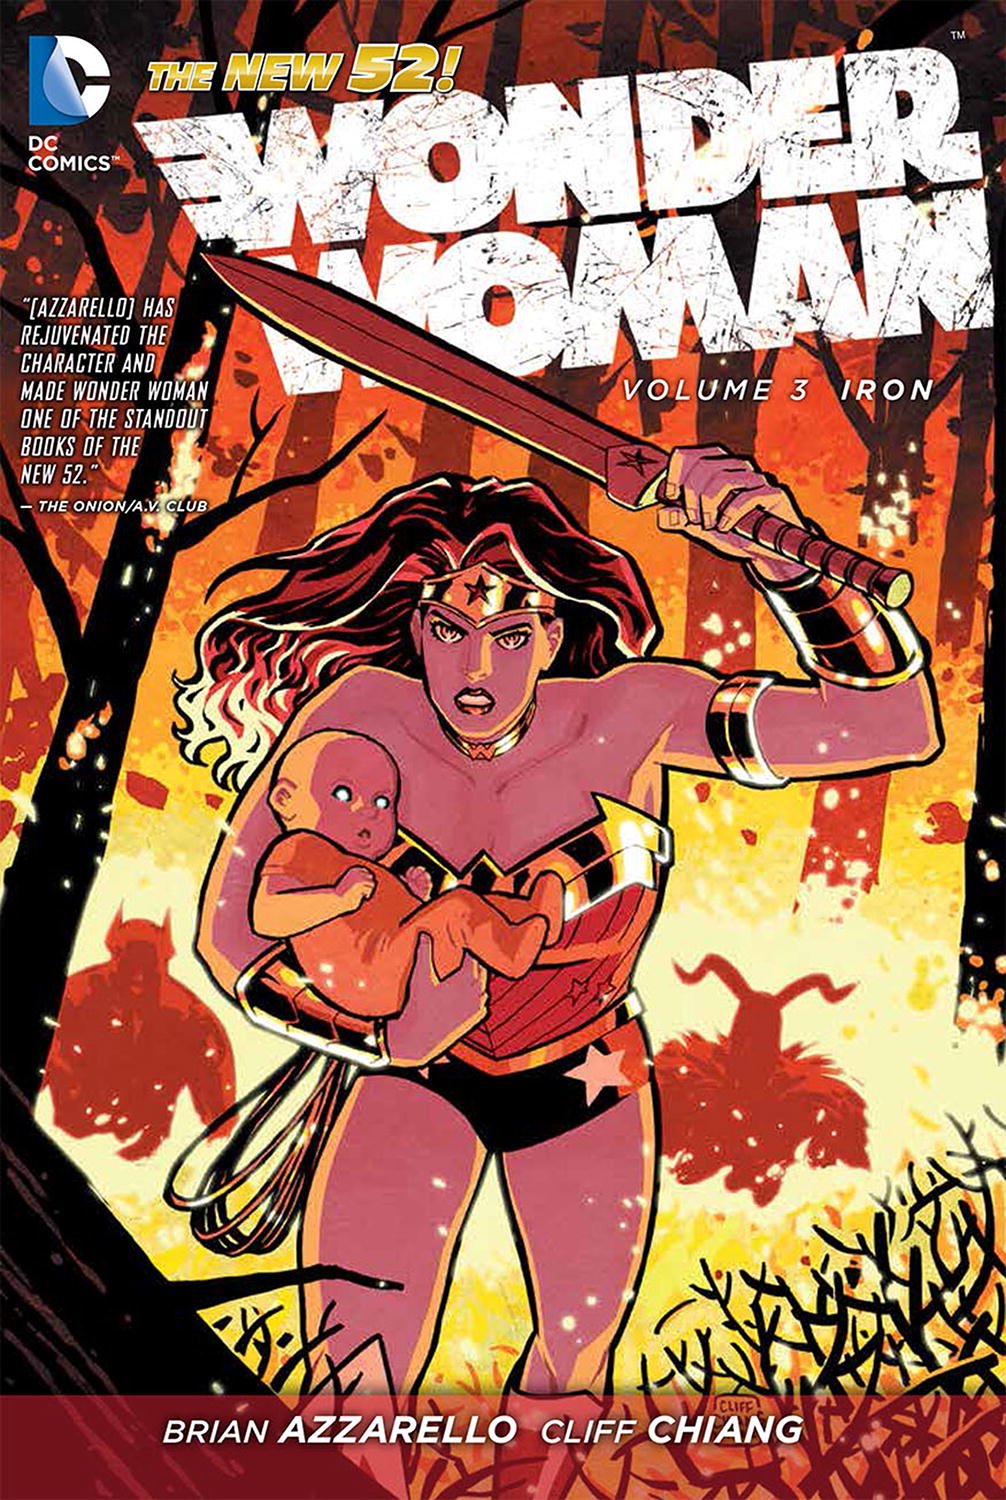 THE NEW 52!
DC
COMICS™
WONDER
WOMAN
™
VOLUME 3 IRON
“[AZZARELLO] HAS
REJUVENATED THE
CHARACTER AND
MADE WONDER WOMAN
ONE OF THE STANDOUT
BOOKS OF THE
NEW 52.”
— THE ONION/A.V. CLUB
CLIFF
BRIAN AZZARELLO CLIFF CHIANG